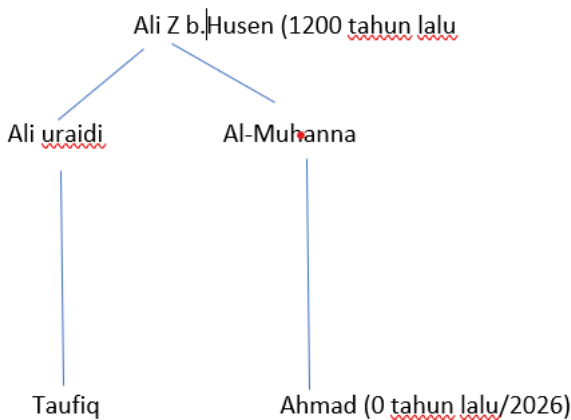 Ali Z b.Husen (1200 tahun lalu
Ali uraidi
Al-Muhanna
Taufiq
Ahmad (0 tahun lalu/2026)